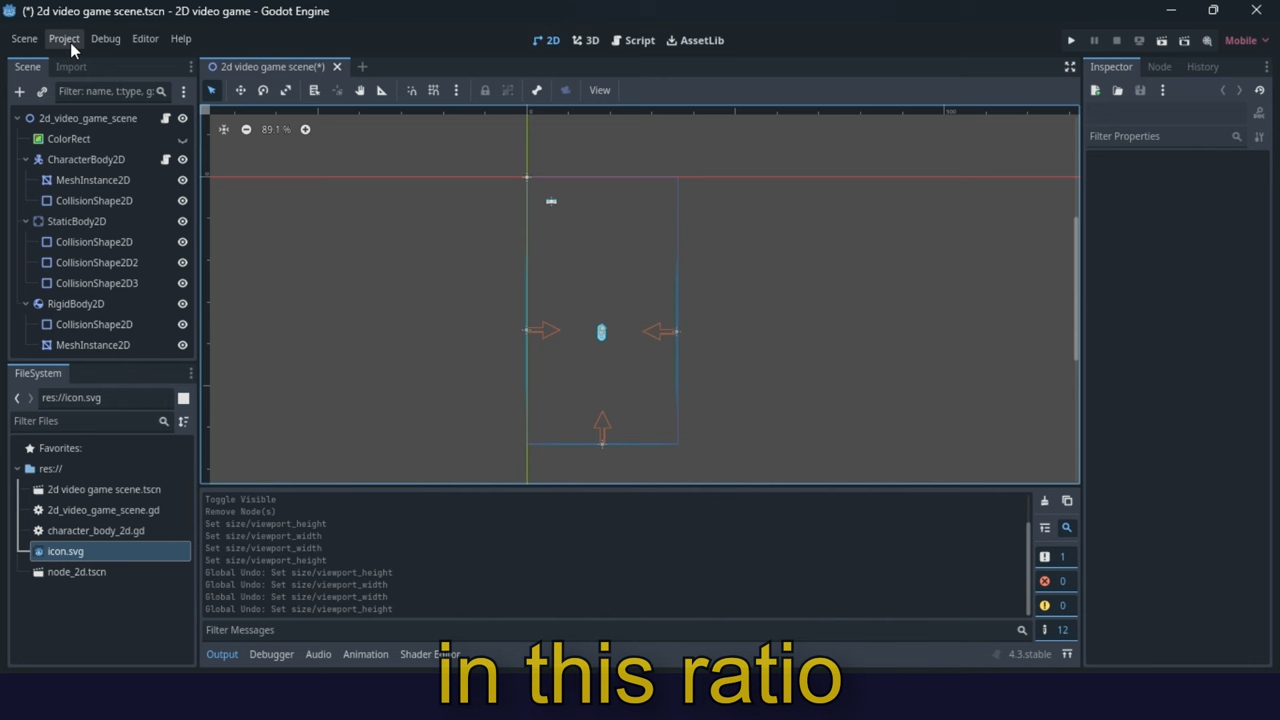 (*) 2d video game scene.tscn - 2D video game - Godot Engine
Scene Project Debug Editor Help
2D 3D Script AssetLib
Mobile
Scene Import
2d video game scene(*)
Inspector Node History
Filter: name, t:type, g:
View
Filter Properties
89.1 %
0
500
2d_video_game_scene
ColorRect
CharacterBody2D
MeshInstance2D
CollisionShape2D
StaticBody2D
CollisionShape2D
CollisionShape2D2
CollisionShape2D3
RigidBody2D
CollisionShape2D
MeshInstance2D
FileSystem
res://icon.svg
Filter Files
Favorites:
res://
2d video game scene.tscn
2d_video_game_scene.gd
character_body_2d.gd
icon.svg
node_2d.tscn
Toggle Visible
Remove Node(s)
Set size/viewport_height
Set size/viewport_width
Set size/viewport_width
Set size/viewport_height
Global Undo: Set size/viewport_height
Global Undo: Set size/viewport_width
Global Undo: Set size/viewport_width
Global Undo: Set size/viewport_height
1
0
0
12
Filter Messages
Output Debugger Audio Animation Shader
4.3.stable
in this ratio